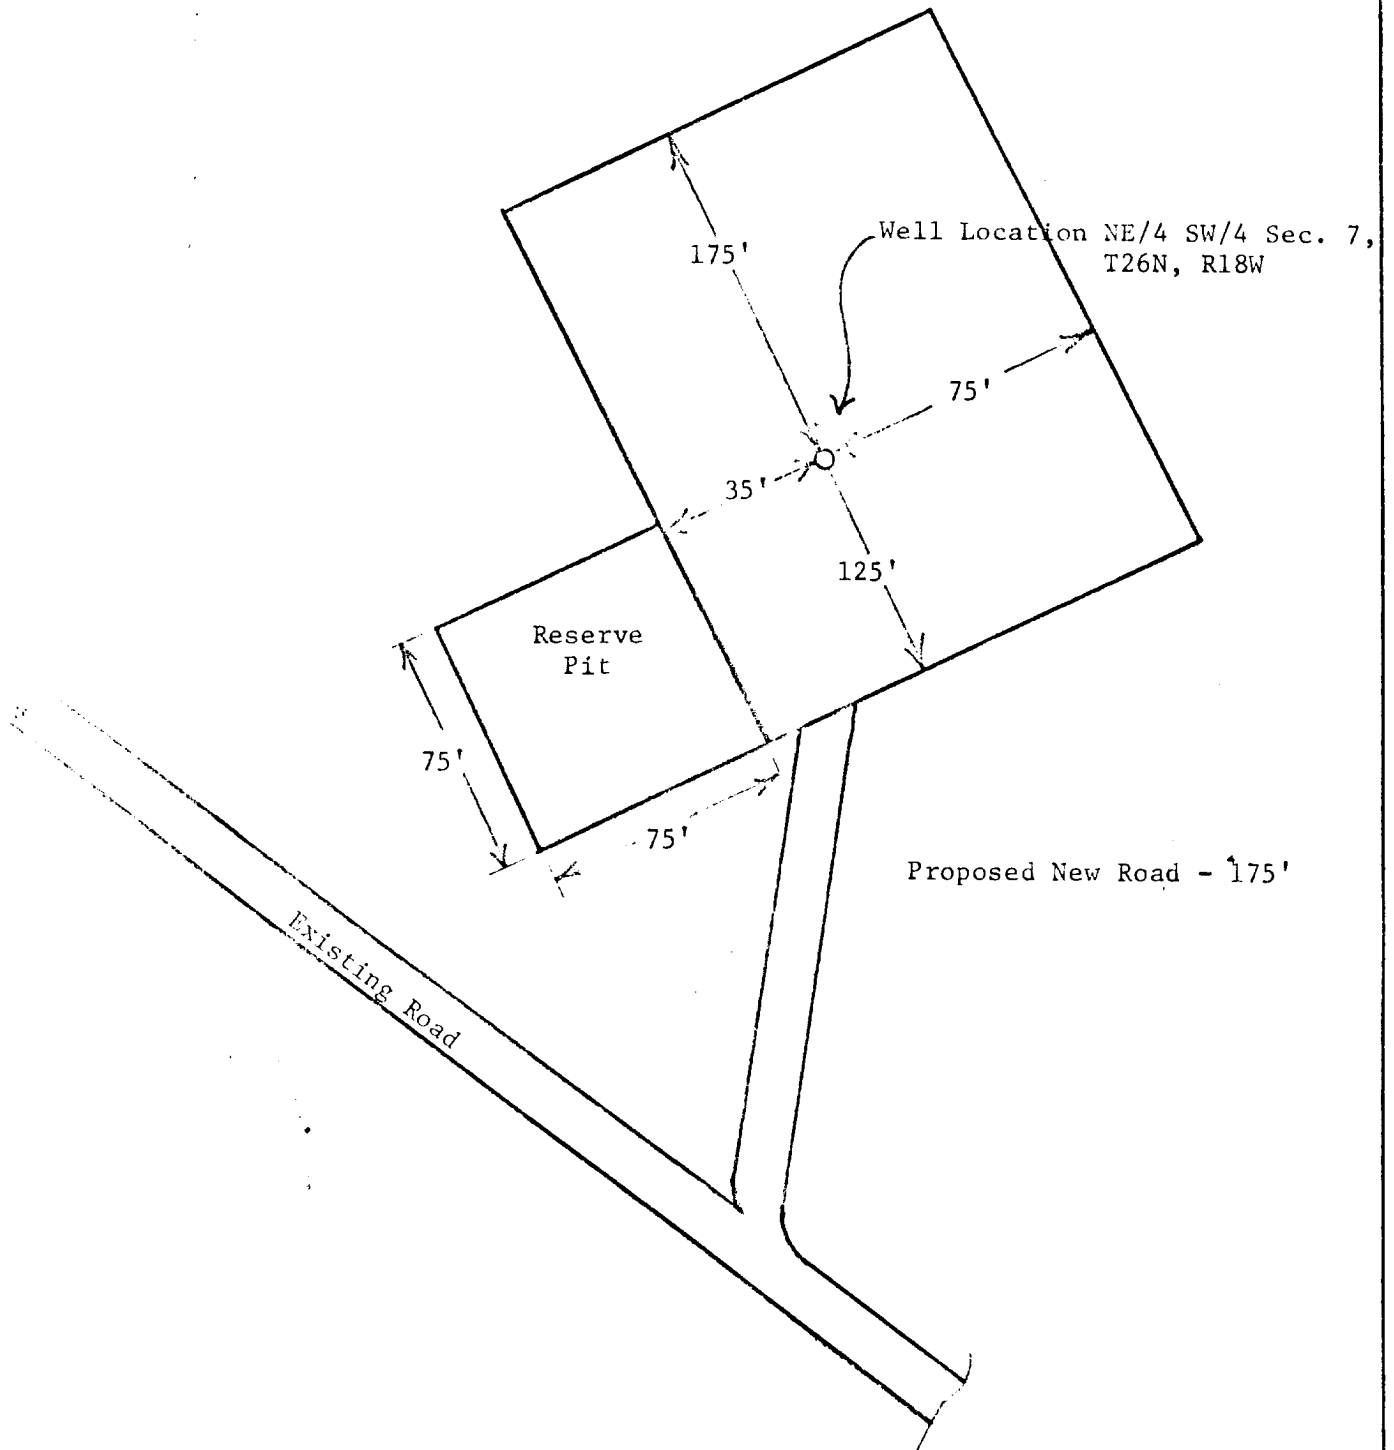 Well Location NE/4 SW/4 Sec. 7,
T26N, R18W
175'
75'
35'
125'
Reserve
Pit
75'
75'
Proposed New Road - 175'
Existing Road